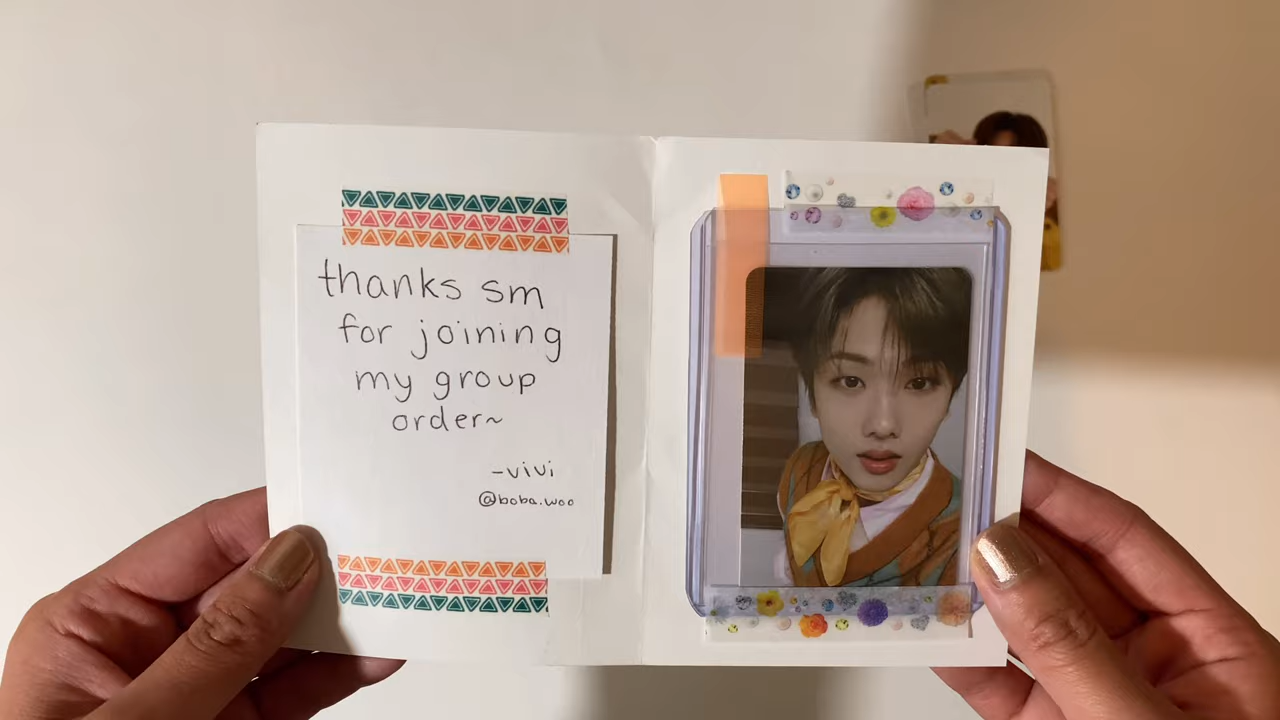 thanks sm
for joining
my group
order~
-vivi
@boba.woo